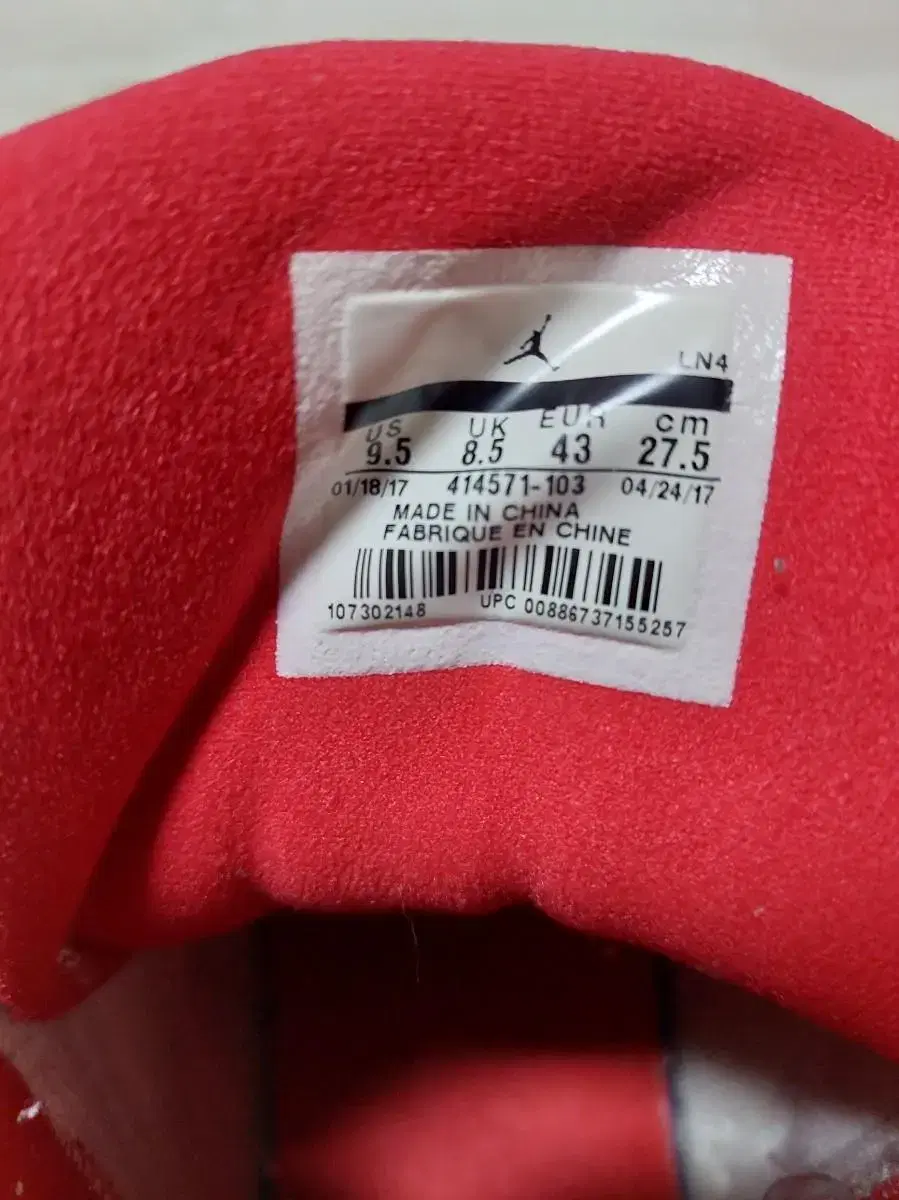 LN4
US UK EUR cm
9.5 8.5 43 27.5
01/18/17 414571-103 04/24/17
MADE IN CHINA
FABRIQUE EN CHINE
107302148 UPC 00886737155257